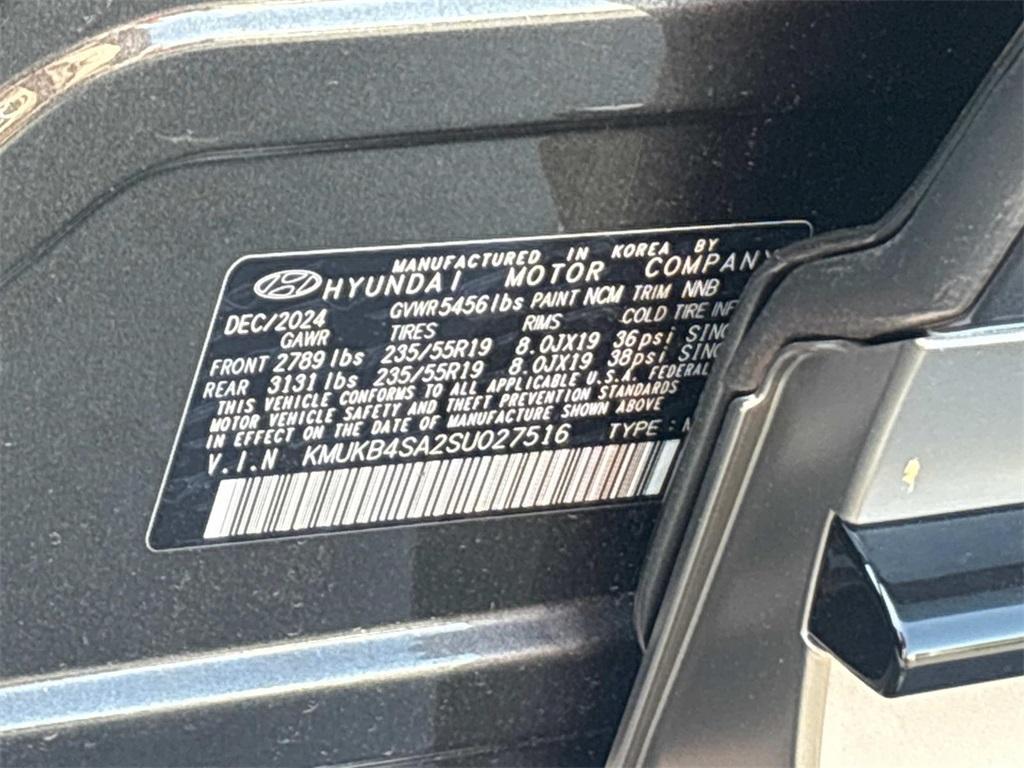 MANUFACTURED IN KOREA BY
HYUNDAI MOTOR COMPANY
DEC/2024 GVWR 5456 lbs PAINT NCM TRIM NNB
GAWR TIRES RIMS COLD TIRE
FRONT 2789 lbs 235/55R19 8.0JX19 36psi
REAR 3131 lbs 235/55R19 8.0JX19 38psi
THIS VEHICLE CONFORMS TO ALL APPLICABLE U.S.A. FEDERAL
MOTOR VEHICLE SAFETY AND THEFT PREVENTION STANDARDS
IN EFFECT ON THE DATE OF MANUFACTURE SHOWN ABOVE
V.I.N KMUKB4SA2SU027516 TYPE: